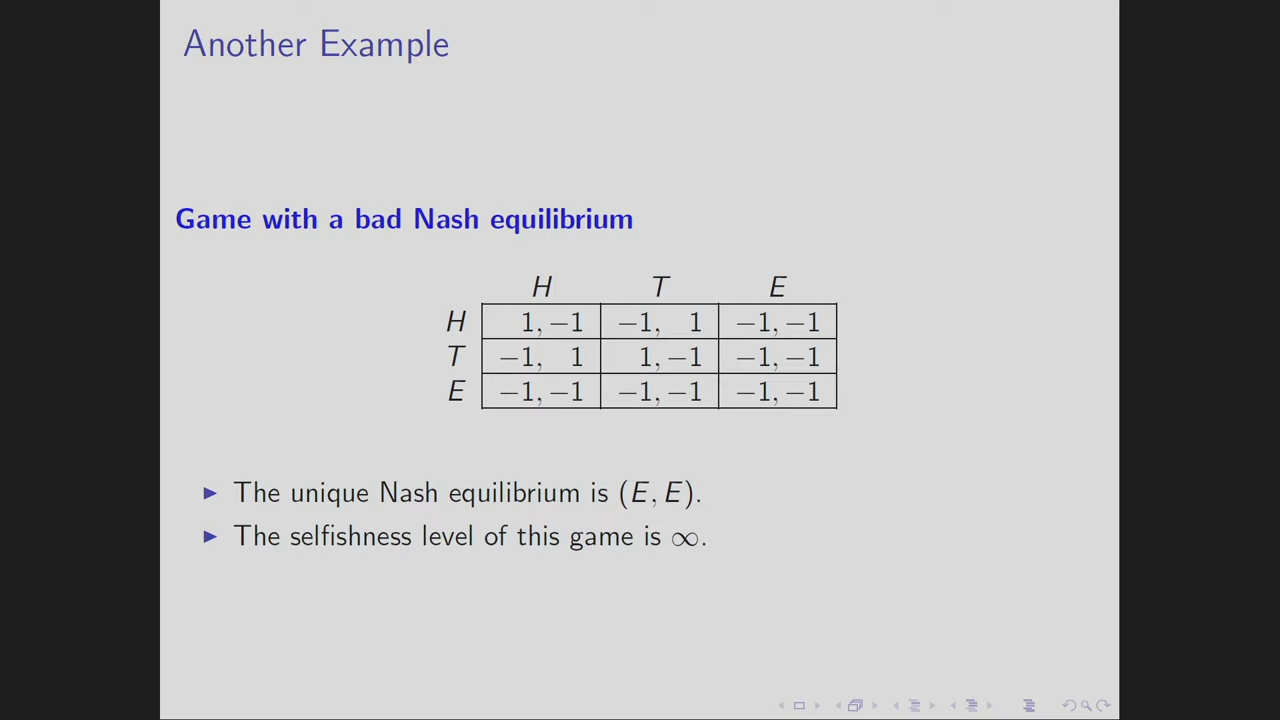 Another Example
Game with a bad Nash equilibrium
H T E
H 1, −1 −1, 1 −1, −1
T −1, 1 1, −1 −1, −1
E −1, −1 −1, −1 −1, −1
The unique Nash equilibrium is (E, E).
The selfishness level of this game is ∞.